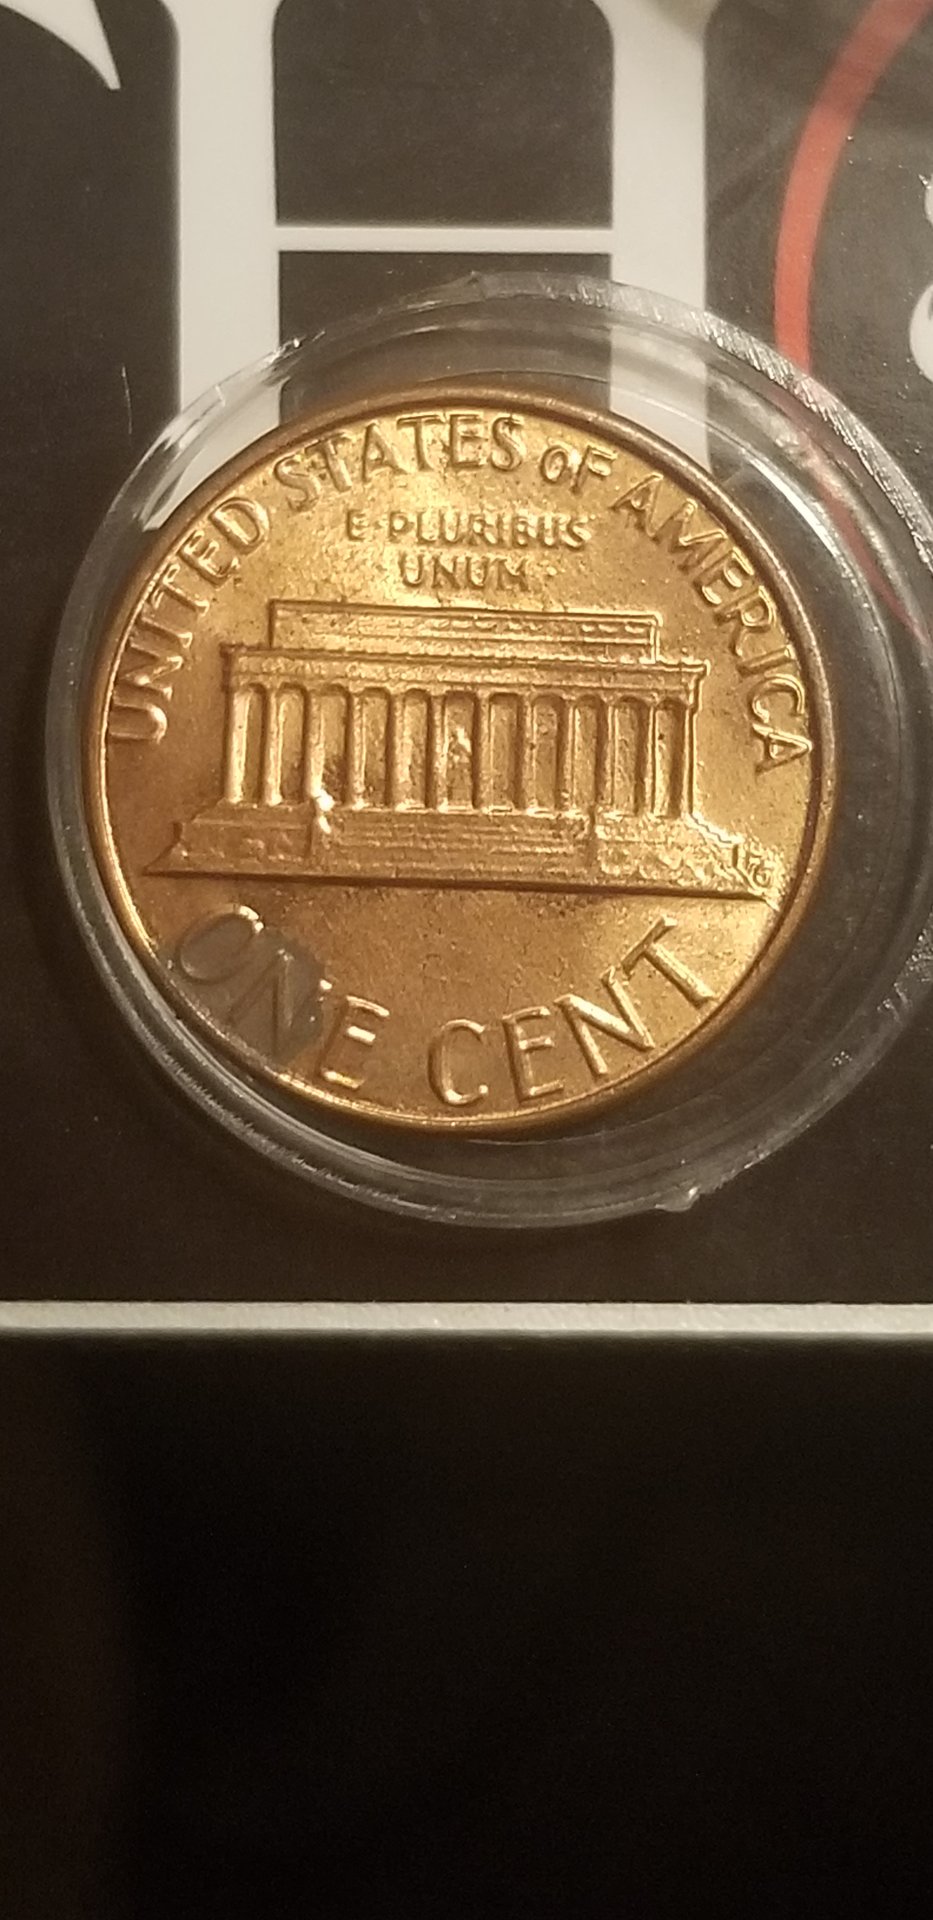 UNITED STATES OF AMERICA
E·PLURIBUS
UNUM
ONE CENT